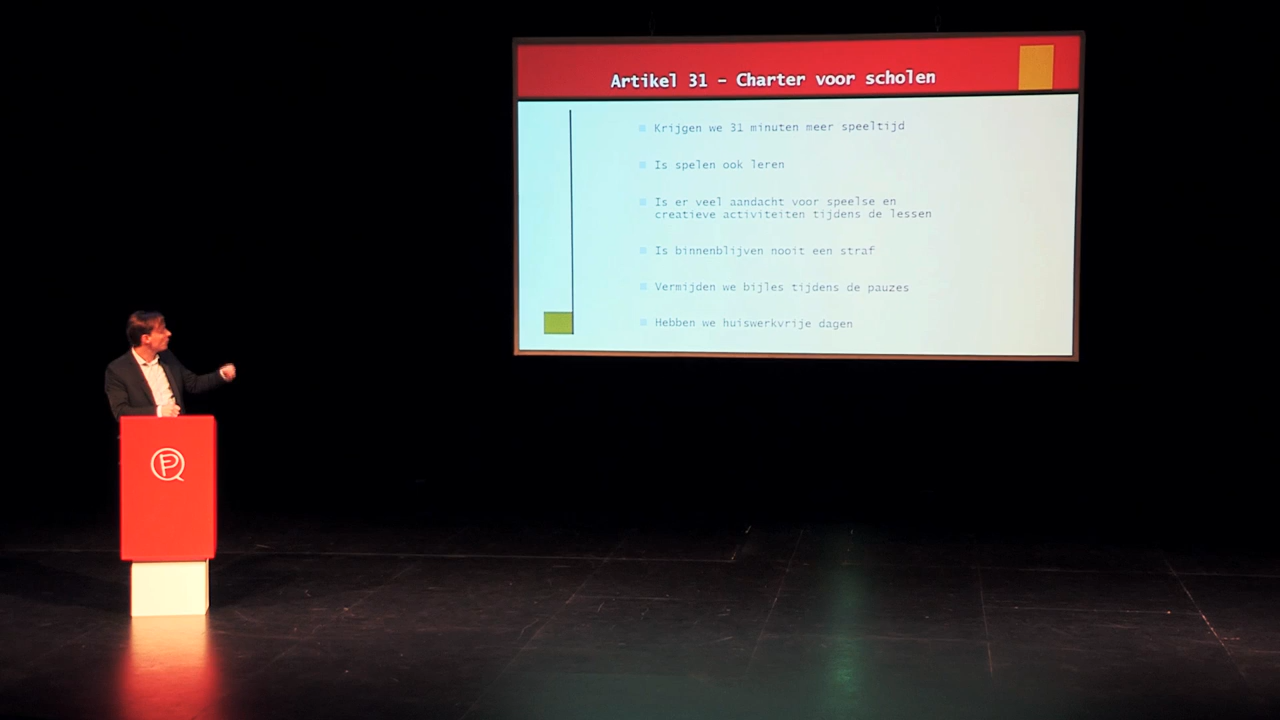 Artikel 31 – Charter voor scholen
Krijgen we 31 minuten meer speeltijd
Is spelen ook leren
Is er veel aandacht voor speelse en
creatieve activiteiten tijdens de lessen
Is binnenblijven nooit een straf
Vermijden we bijles tijdens de pauzes
Hebben we huiswerkvrije dagen